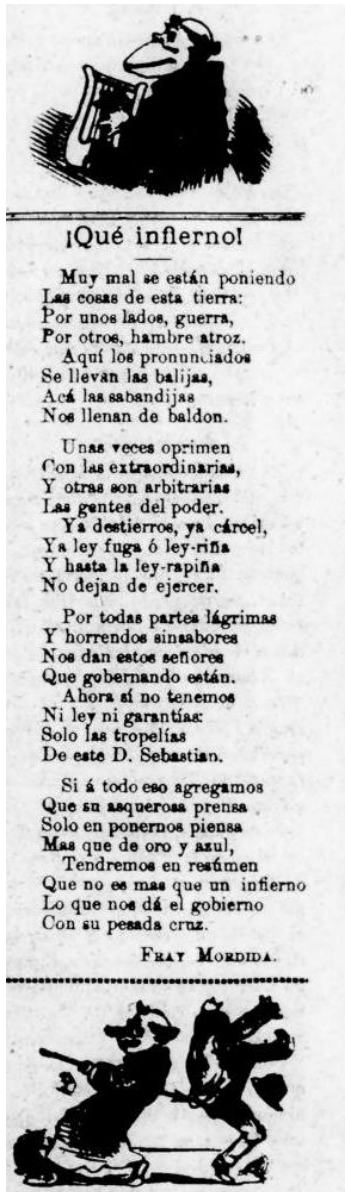 ¡Qué infierno!
Muy mal se están poniendo
Las cosas de esta tierra:
Por unos lados, guerra,
Por otros, hambre atroz.
Aquí los pronunciados
Se llevan las balijas,
Acá las sabandijas
Nos llenan de baldon.
Unas veces oprimen
Con las extraordinarias,
Y otras son arbitrarias
Las gentes del poder.
Ya destierros, ya cárcel,
Ya ley fuga ó ley-riña
Y hasta la ley-rapiña
No dejan de ejercer.
Por todas partes lágrimas
Y horrendos sinsabores
Nos dan estos señores
Que gobernando están.
Ahora sí no tenemos
Ni ley ni garantías:
Solo las tropelías
De este D. Sebastian.
Si á todo eso agregamos
Que su asquerosa prensa
Solo en ponernos piensa
Mas que de oro y azul,
Tendremos en resúmen
Que no es mas que un infierno
Lo que nos dá el gobierno
Con su pesada cruz.
FRAY MORDIDA.